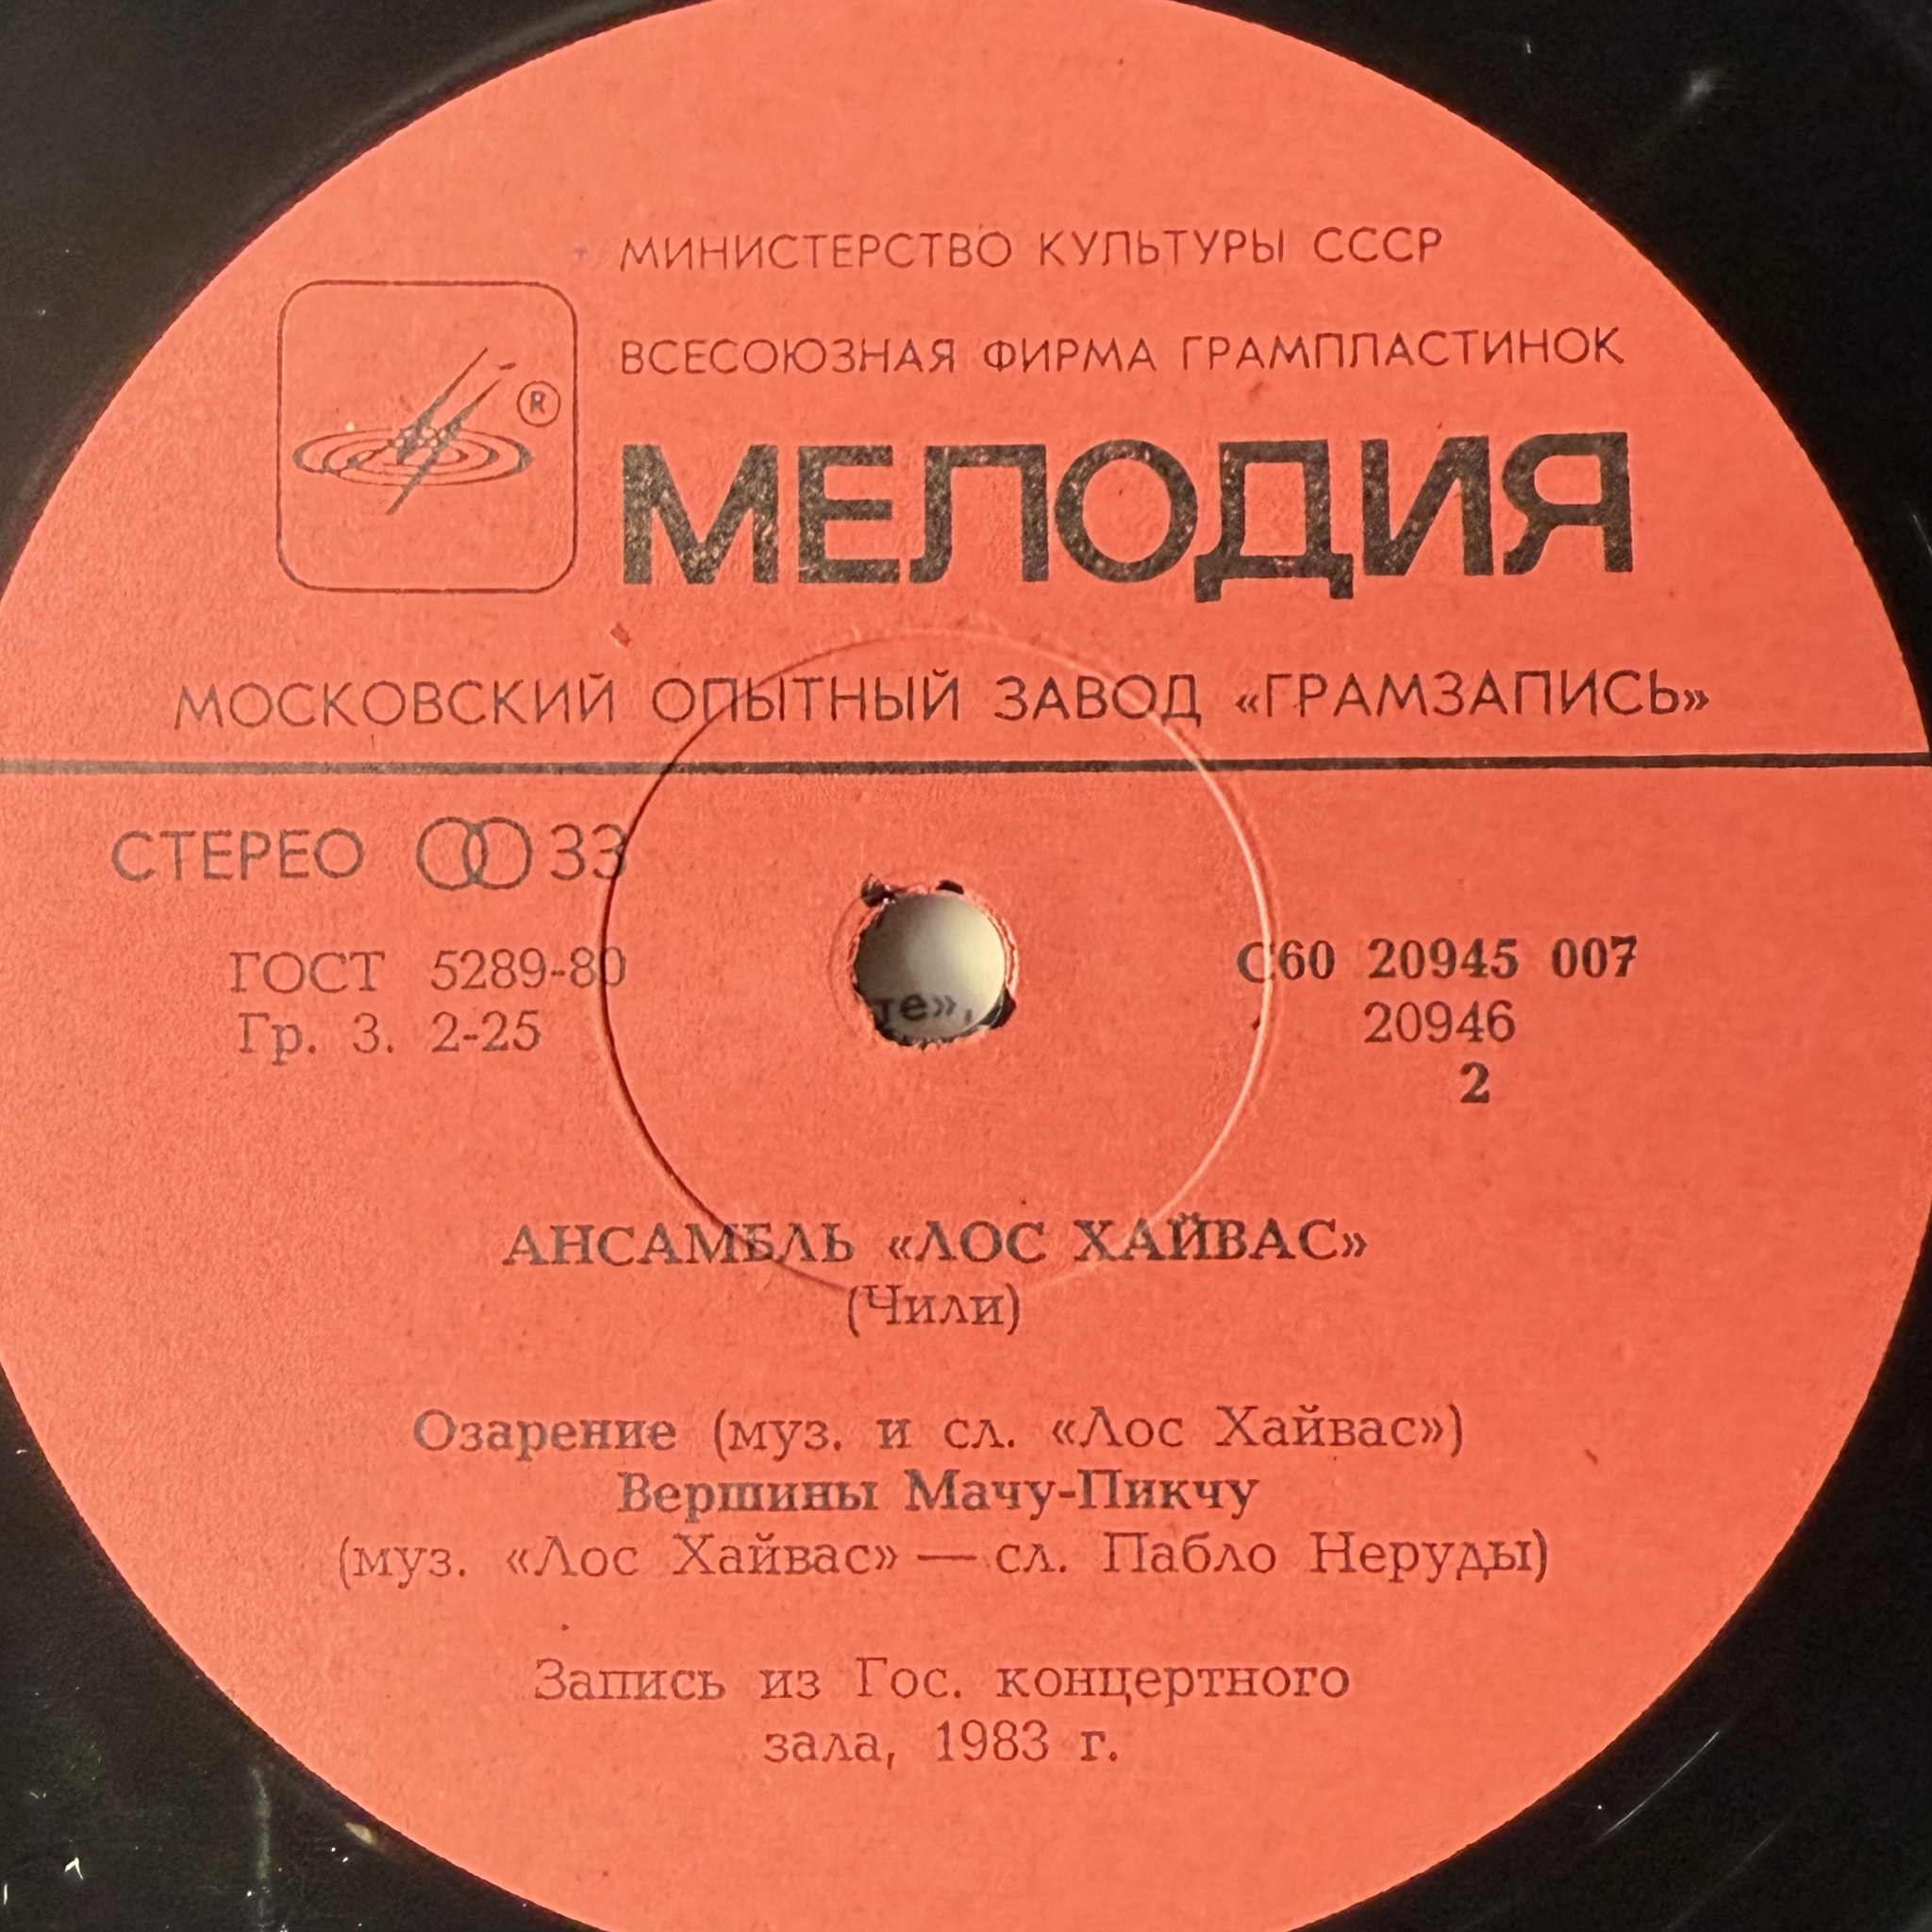 МИНИСТЕРСТВО КУЛЬТУРЫ СССР
ВСЕСОЮЗНАЯ ФИРМА ГРАМПЛАСТИНОК
®
МЕЛОДИЯ
МОСКОВСКИЙ ОПЫТНЫЙ ЗАВОД «ГРАМЗАПИСЬ»
СТЕРЕО 33
ГОСТ 5289-80
Гр. 3. 2-25
те»,
С60 20945 007
20946
2
АНСАМБЛЬ «ЛОС ХАЙВАС»
(Чили)
Озарение (муз. и сл. «Лос Хайвас»)
Вершины Мачу-Пикчу
(муз. «Лос Хайвас» — сл. Пабло Неруды)
Запись из Гос. концертного
зала, 1983 г.